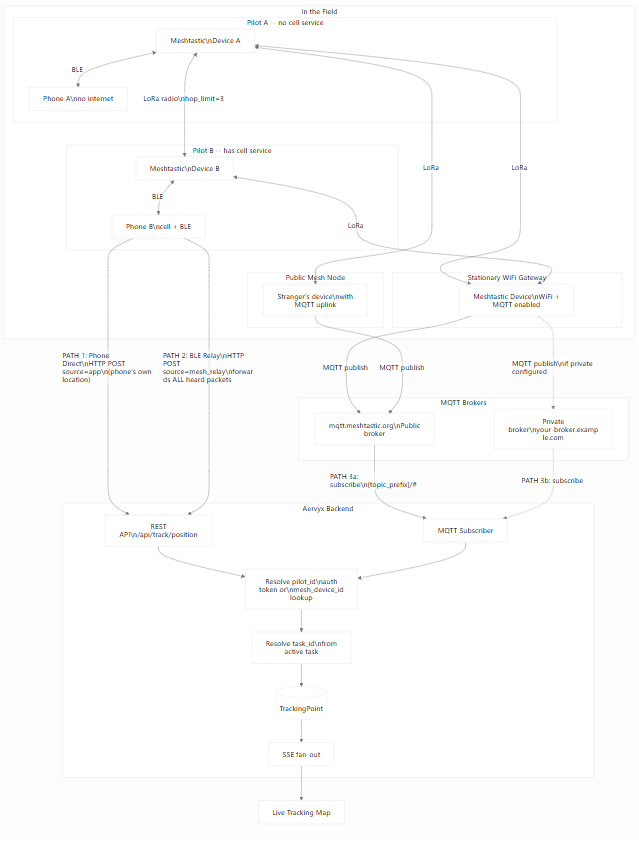 In the Field
Pilot A — no cell service
Meshtastic\nDevice A
BLE
Phone A\nno internet
LoRa radio\nhop_limit=3
Pilot B — has cell service
Meshtastic\nDevice B
LoRa
LoRa
BLE
Phone B\ncell + BLE
LoRa
Public Mesh Node
Stationary WiFi Gateway
Stranger's device\nwith
MQTT uplink
Meshtastic Device\nWiFi +
MQTT enabled
PATH 1: Phone
Direct\nHTTP POST
source=app\n(phone's own
location)
PATH 2: BLE Relay\nHTTP
POST
source=mesh_relay\nforwar
ds ALL heard packets
MQTT publish
MQTT publish
MQTT publish\nif private
configured
MQTT Brokers
mqtt.meshtastic.org\nPublic
broker
Private
broker\nyour-broker.examp
le.com
PATH 3a:
subscribe\n{topic_prefix}/#
PATH 3b: subscribe
Aervyx Backend
REST
API\n/api/track/position
MQTT Subscriber
Resolve pilot_id\nauth
token or\nmesh_device_id
lookup
Resolve task_id\nfrom
active task
TrackingPoint
SSE fan-out
Live Tracking Map